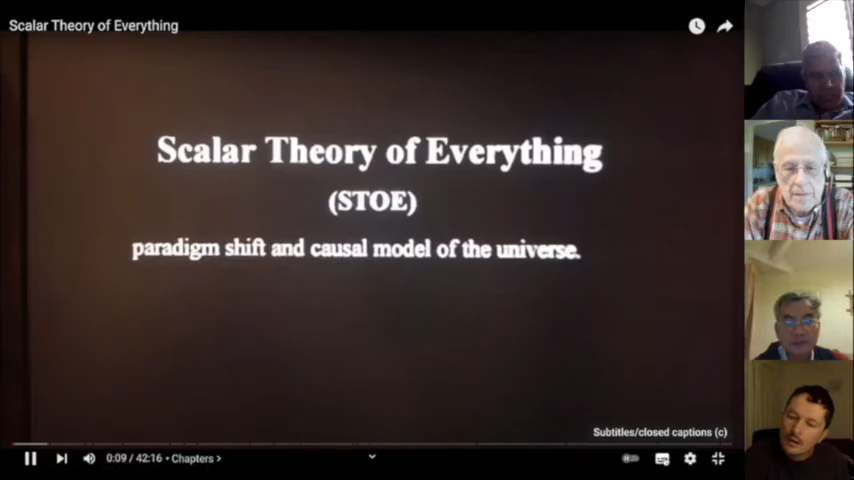 Scalar Theory of Everything
Scalar Theory of Everything
(STOE)
paradigm shift and causal model of the universe.
Subtitles/closed captions (c)
0:09 / 42:16 • Chapters >